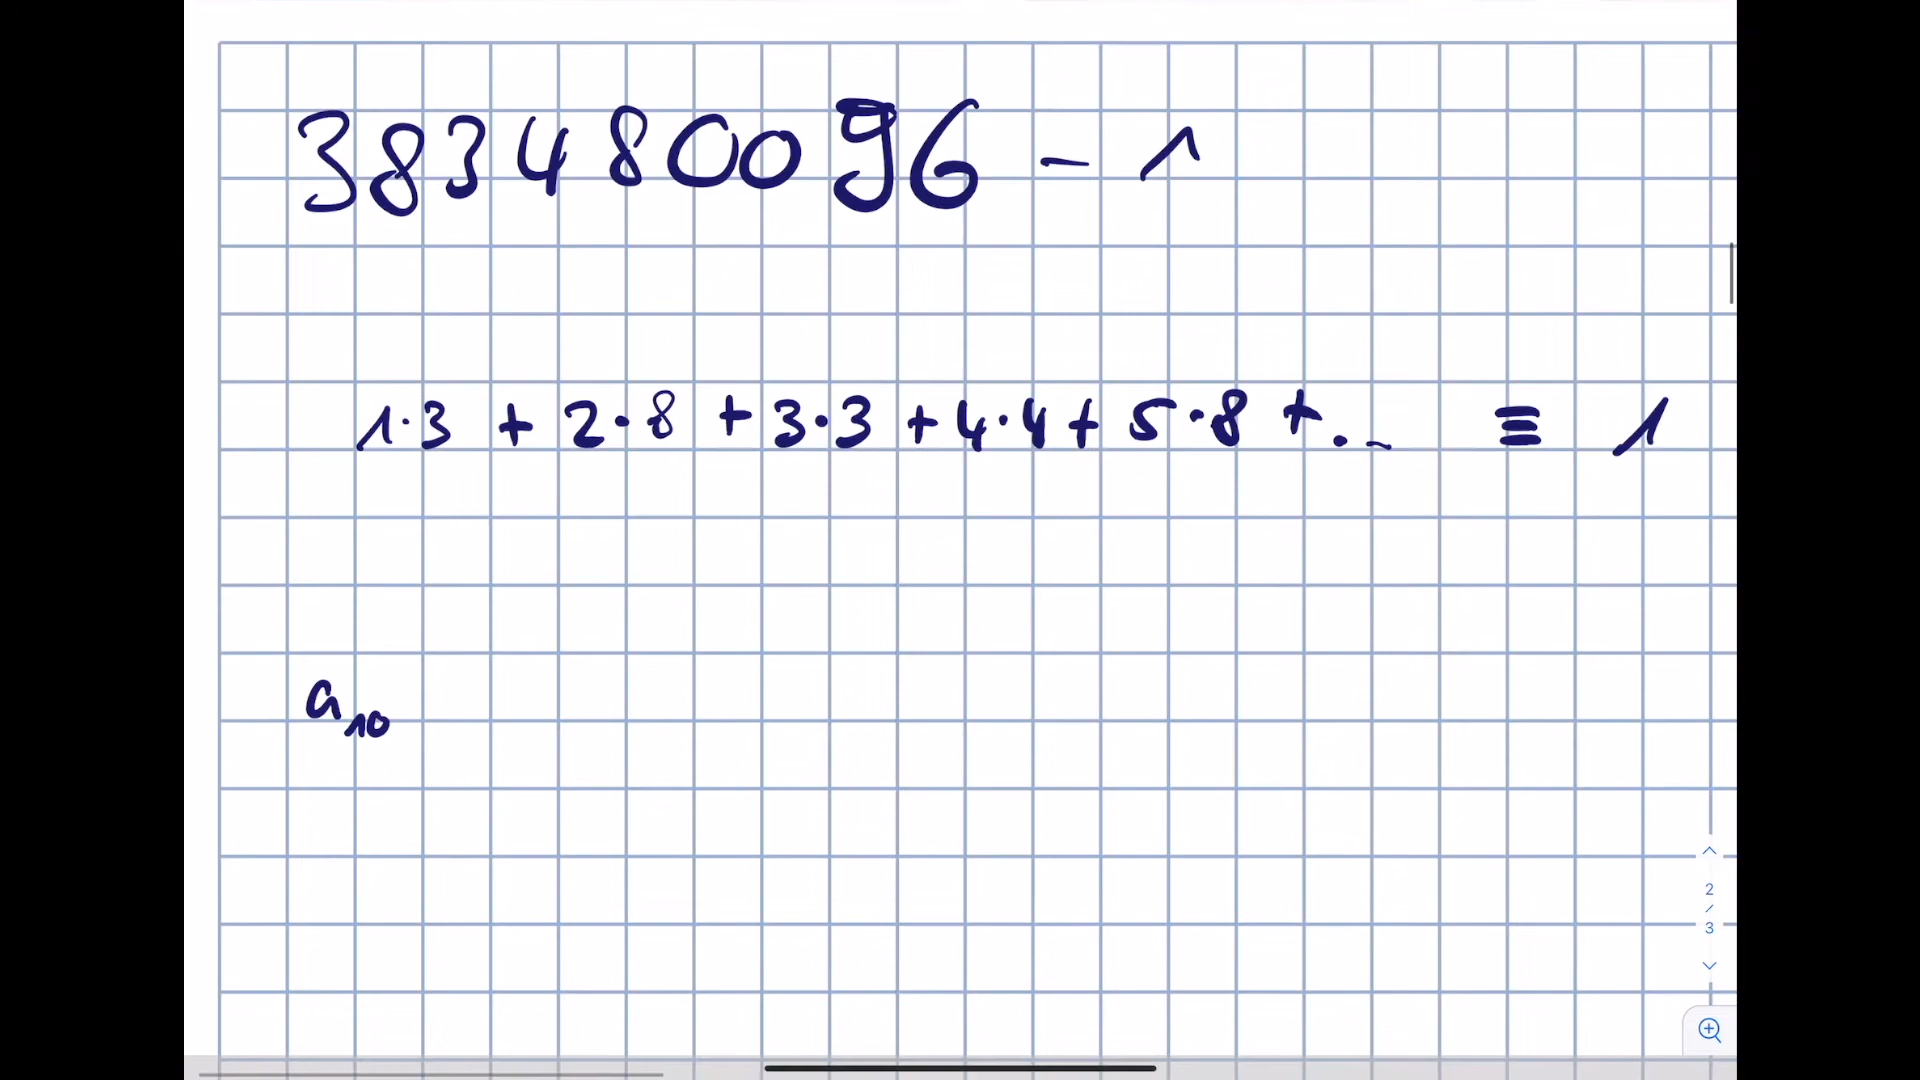 383480096 - 1
1·3 + 2·8 + 3·3 + 4·4 + 5·8 + ... ≡ 1
a₁₀
2
/
3